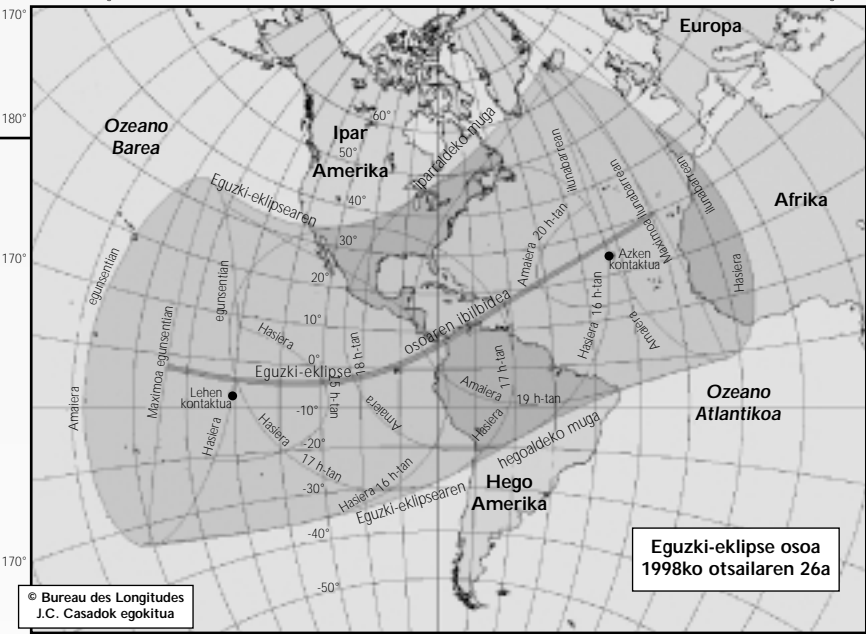 170°
180°
170°
170°
Europa
Ozeano
Barea
Ipar
Amerika
60°
50°
40°
30°
20°
10°
0°
-10°
-20°
-30°
-40°
-50°
Iparraldeko muga
Eguzki-eklipsearen
Afrika
ilunabarrean
Maximoa ilunabarrean
ilunabarrean
Hasiera
Amaiera 20 h-tan
Azken
kontaktua
Hasiera 16 h-tan
Amaiera
egunsentian
Amaiera
Maximoa egunsentian
egunsentian
Hasiera
Hasiera
18 h-tan
Eguzki-eklipse osoaren ibilbidea
Lehen
kontaktua
15 h-tan
Amaiera
Hasiera
17 h-tan
Hasiera 16 h-tan
17 h-tan
Amaiera 19 h-tan
Hasiera
Eguzki-eklipsearen hegoaldeko muga
Ozeano
Atlantikoa
Hego
Amerika
Eguzki-eklipse osoa
1998ko otsailaren 26a
© Bureau des Longitudes
J.C. Casadok egokitua